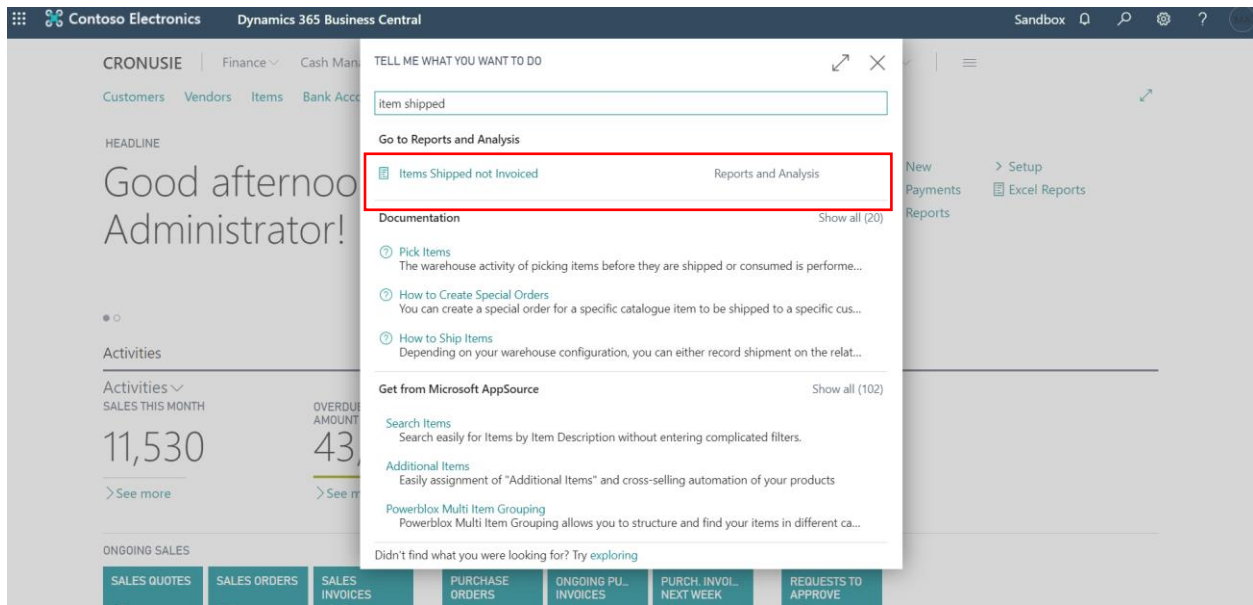 Contoso Electronics Dynamics 365 Business Central Sandbox ?
CRONUSIE Finance Cash Man
Customers Vendors Items Bank Acco
HEADLINE
Good afternoo
Administrator!
New > Setup
Payments Excel Reports
Reports
TELL ME WHAT YOU WANT TO DO
item shipped
Go to Reports and Analysis
Items Shipped not Invoiced Reports and Analysis
Documentation Show all (20)
Pick Items
The warehouse activity of picking items before they are shipped or consumed is performe...
How to Create Special Orders
You can create a special order for a specific catalogue item to be shipped to a specific cus...
How to Ship Items
Depending on your warehouse configuration, you can either record shipment on the relat...
Get from Microsoft AppSource Show all (102)
Search Items
Search easily for Items by Item Description without entering complicated filters.
Additional Items
Easily assignment of "Additional Items" and cross-selling automation of your products
Powerblox Multi Item Grouping
Powerblox Multi Item Grouping allows you to structure and find your items in different ca...
Didn't find what you were looking for? Try exploring
Activities
Activities
SALES THIS MONTH
11,530
> See more
OVERDUE
AMOUNT
43,
> See m
ONGOING SALES
SALES QUOTES
SALES ORDERS
SALES
INVOICES
PURCHASE
ORDERS
ONGOING PU...
INVOICES
PURCH. INVOI...
NEXT WEEK
REQUESTS TO
APPROVE